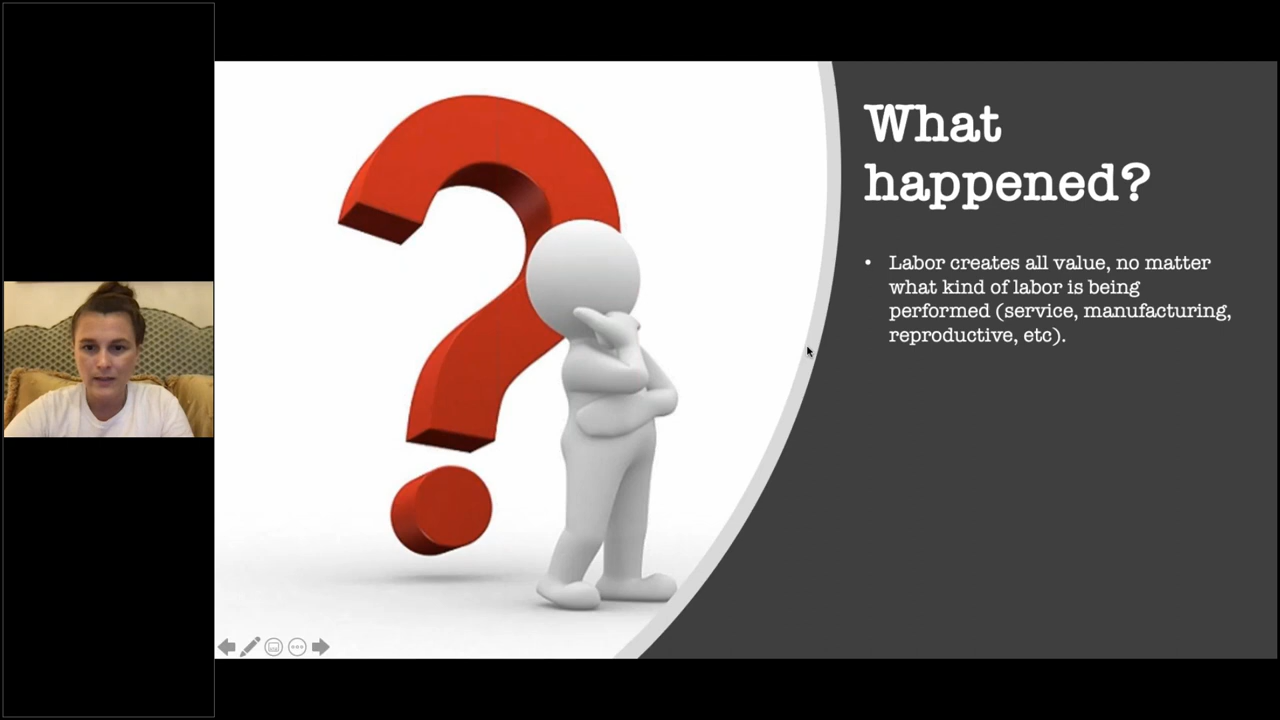 What
happened?
• Labor creates all value, no matter
what kind of labor is being
performed (service, manufacturing,
reproductive, etc).